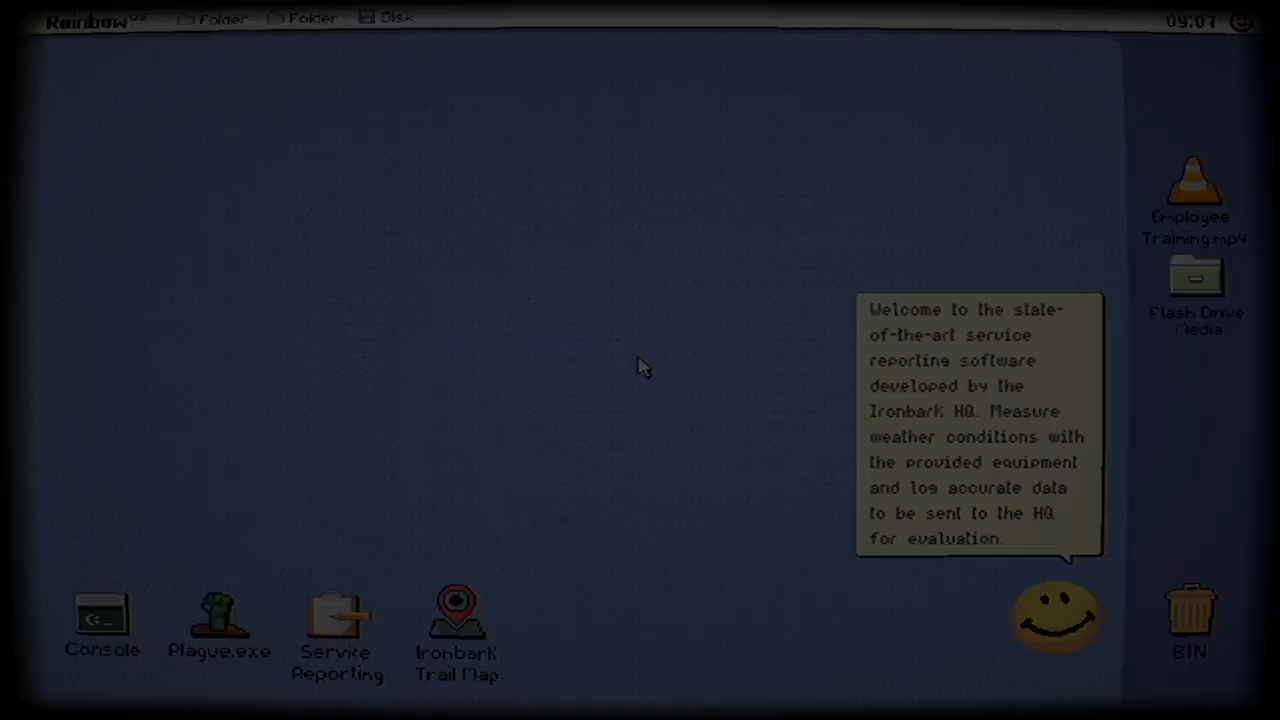 Rainbow OS
Folder
Folder
Disk
09:07
Employee
Training.mp4
Flash Drive
Media
Welcome to the state-
of-the-art service
reporting software
developed by the
Ironbark HQ. Measure
weather conditions with
the provided equipment
and log accurate data
to be sent to the HQ
for evaluation.
Console
Plague.exe
Service
Reporting
Ironbark
Trail Map
BIN